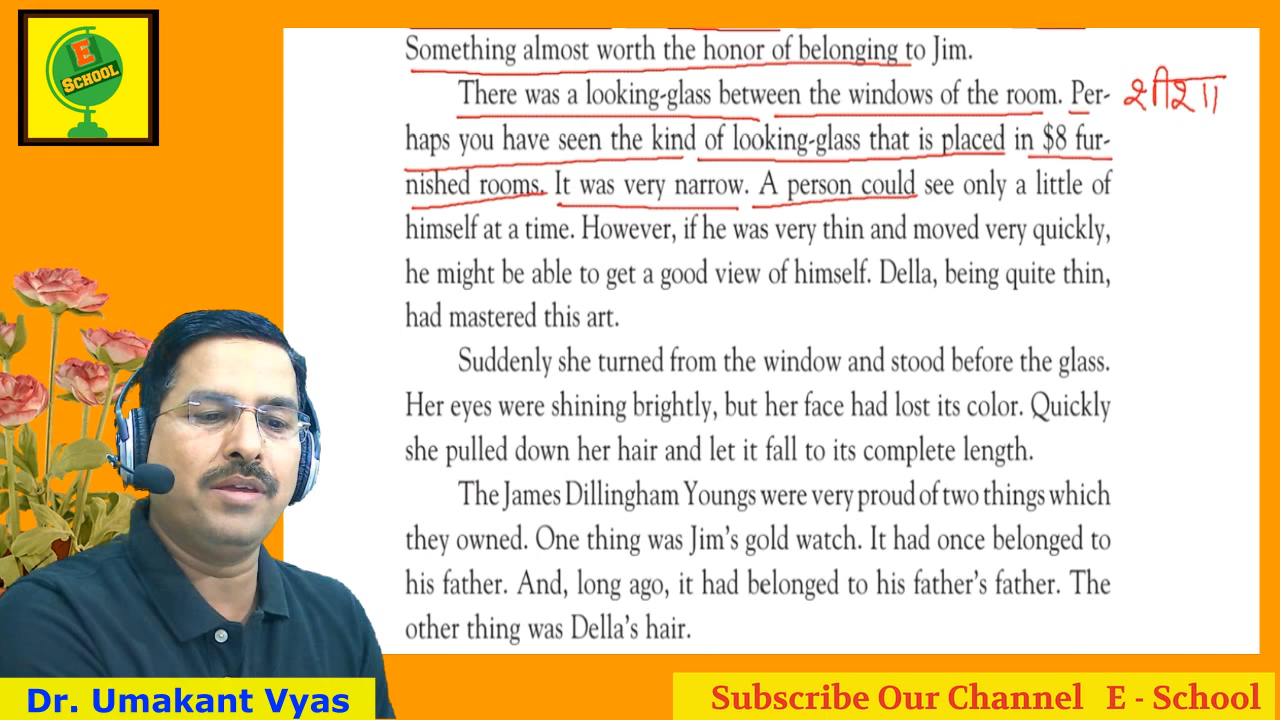 E
SCHOOL
Something almost worth the honor of belonging to Jim.
There was a looking-glass between the windows of the room. Per-
haps you have seen the kind of looking-glass that is placed in $8 fur-
nished rooms. It was very narrow. A person could see only a little of
himself at a time. However, if he was very thin and moved very quickly,
he might be able to get a good view of himself. Della, being quite thin,
had mastered this art.
शीशा
Suddenly she turned from the window and stood before the glass.
Her eyes were shining brightly, but her face had lost its color. Quickly
she pulled down her hair and let it fall to its complete length.
The James Dillingham Youngs were very proud of two things which
they owned. One thing was Jim's gold watch. It had once belonged to
his father. And, long ago, it had belonged to his father's father. The
other thing was Della's hair.
Dr. Umakant Vyas
Subscribe Our Channel E - School